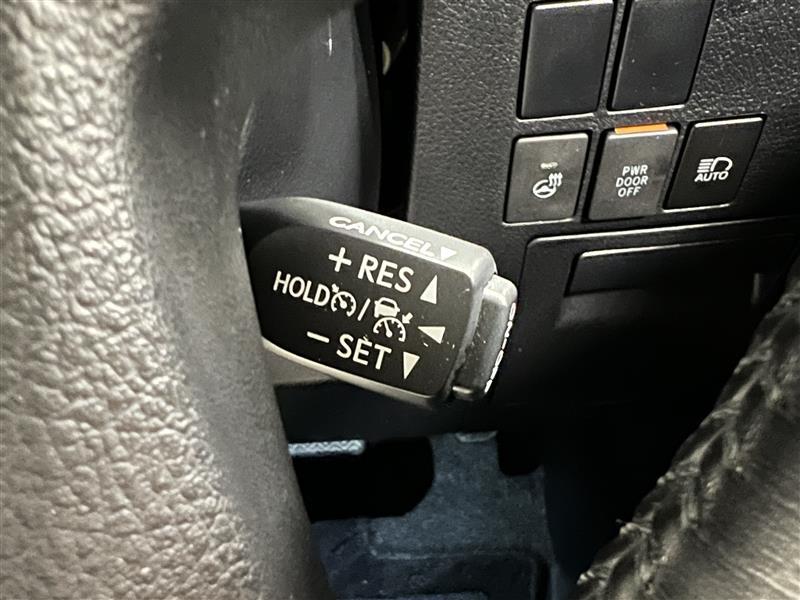 CANCEL▼
+ RES ▲
HOLD / ◀
− SET ▼
PWR
DOOR
OFF
AUTO